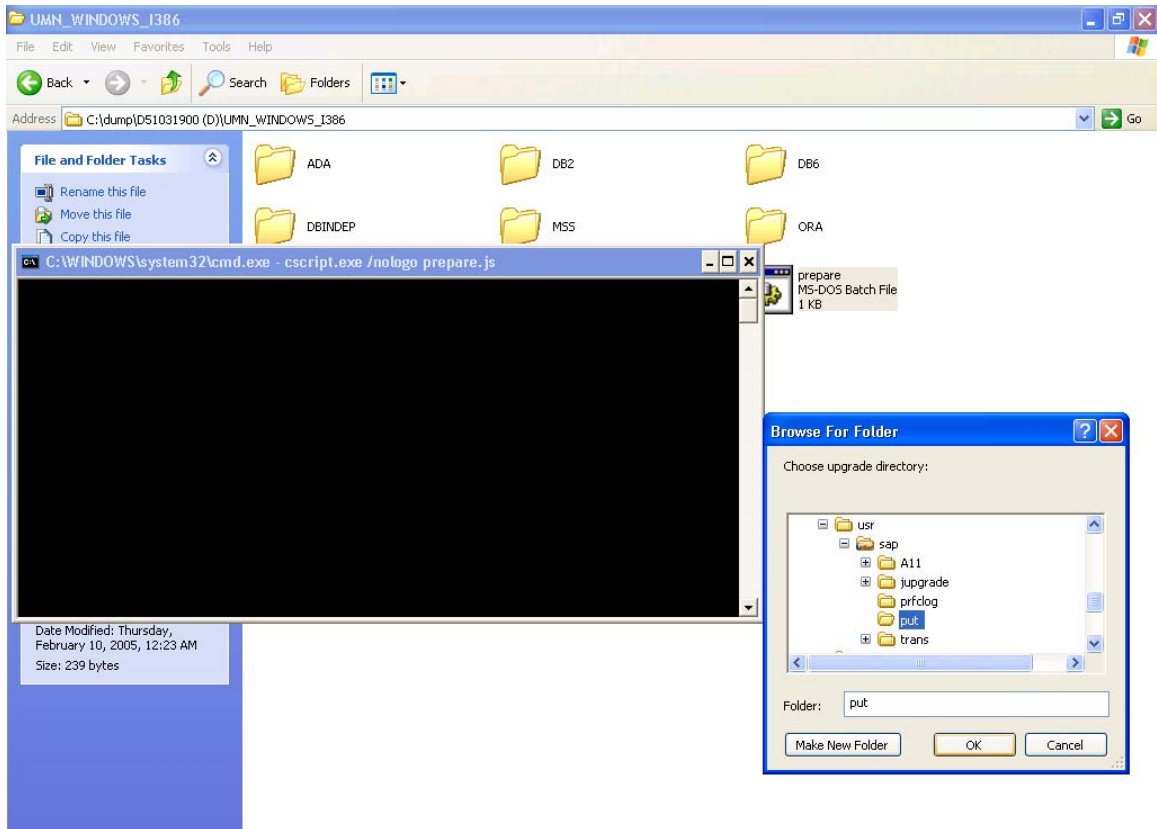 UMN_WINDOWS_I386
File Edit View Favorites Tools Help
Back Search Folders
Address C:\dump\D51031900 (D)\UMN_WINDOWS_I386 Go
File and Folder Tasks
Rename this file
Move this file
Copy this file
ADA DB2 DB6
DBINDEP MSS ORA
prepare
MS-DOS Batch File
1 KB
C:\WINDOWS\system32\cmd.exe - cscript.exe /nologo prepare.js
Date Modified: Thursday,
February 10, 2005, 12:23 AM
Size: 239 bytes
Browse For Folder
Choose upgrade directory:
usr
sap
A11
jupgrade
prfclog
put
trans
Folder: put
Make New Folder OK Cancel